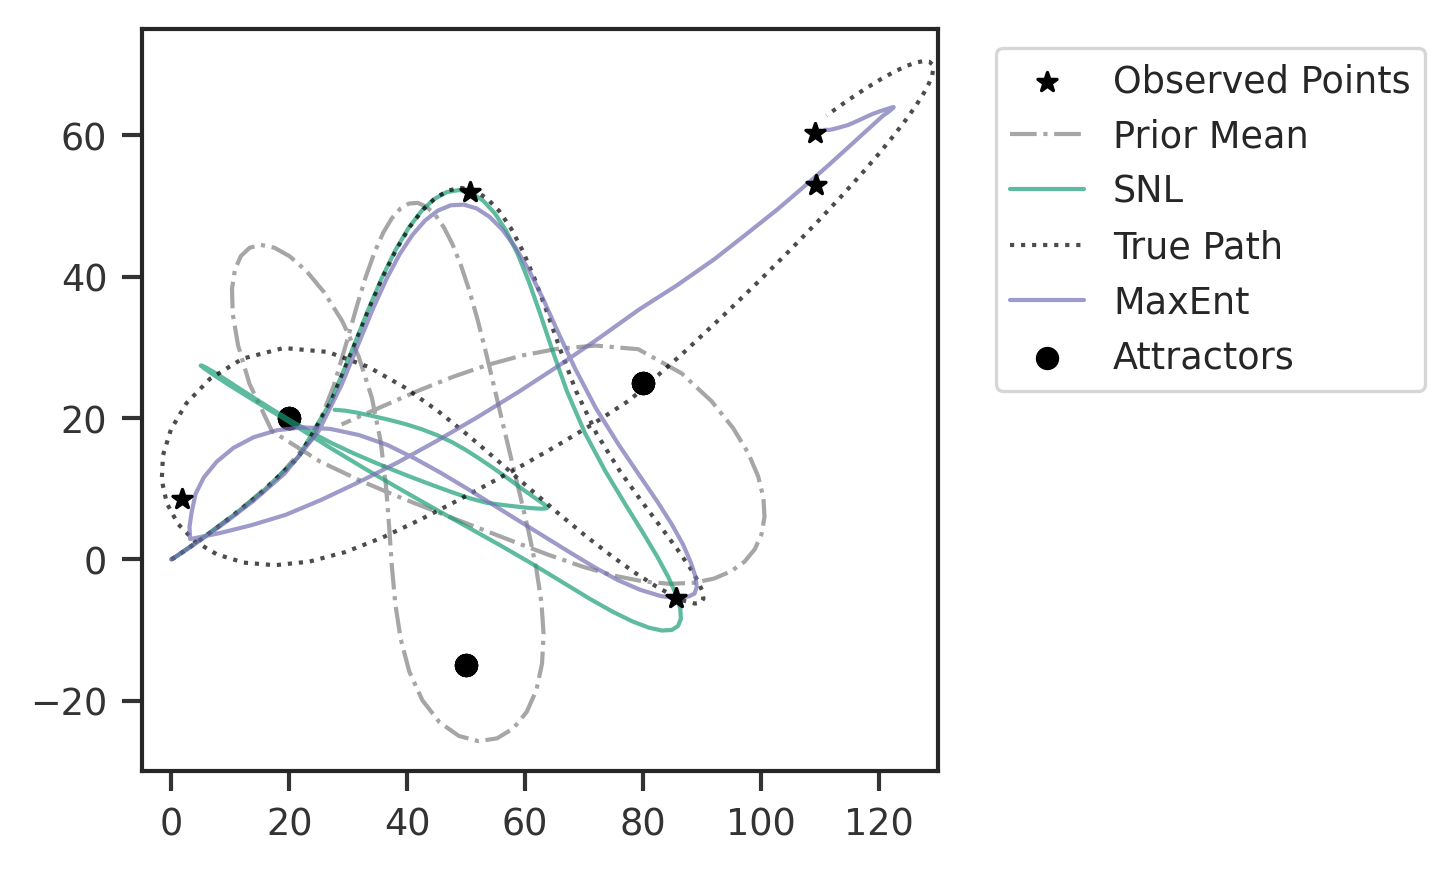 60
40
20
0
−20
0 20 40 60 80 100 120
Observed Points
Prior Mean
SNL
True Path
MaxEnt
Attractors